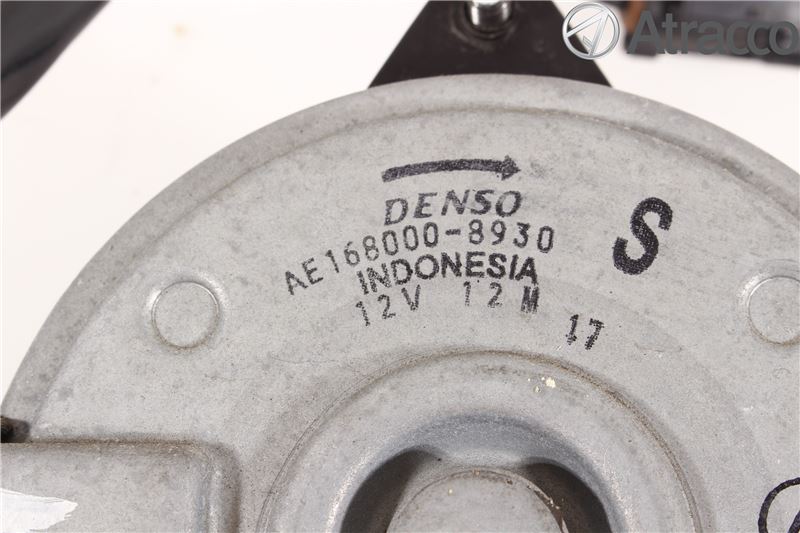 Atracco
DENSO
S
AE168000-8930
INDONESIA
12V 12M
17